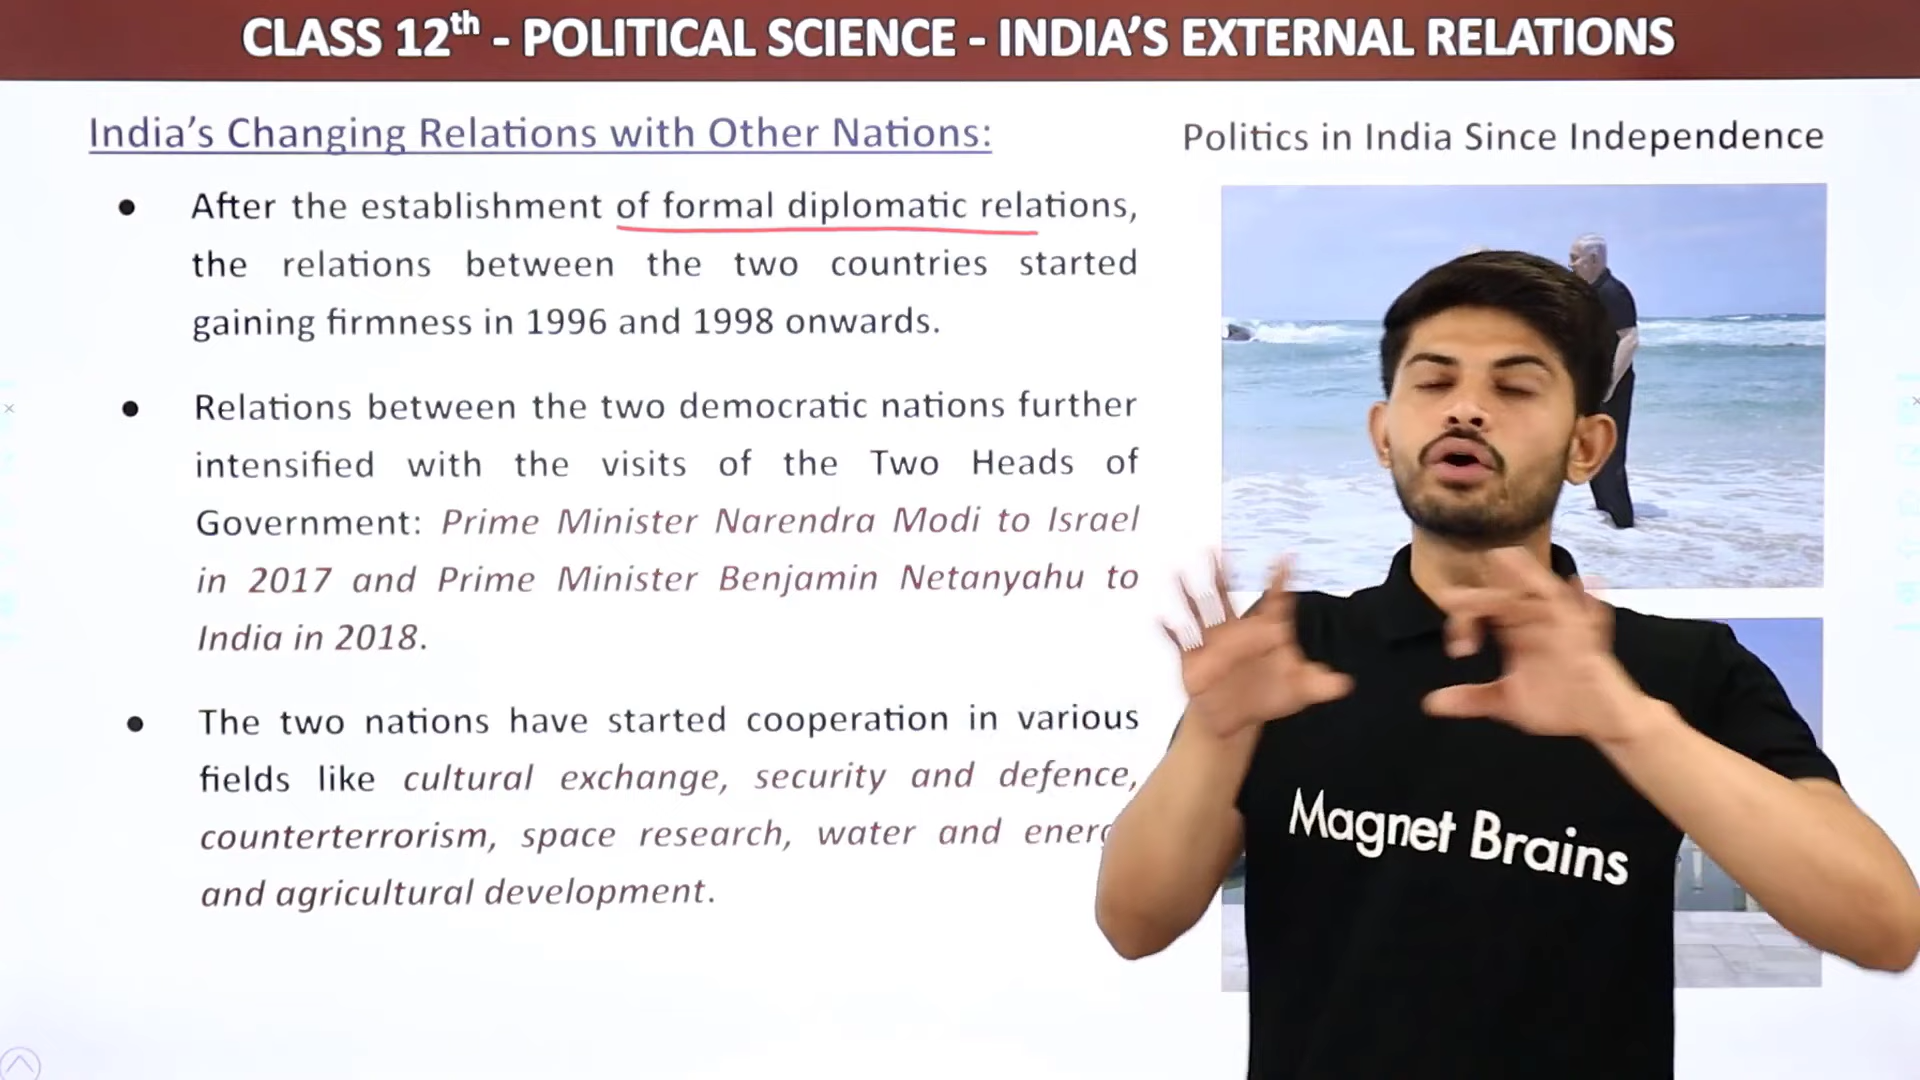 CLASS 12th - POLITICAL SCIENCE - INDIA’S EXTERNAL RELATIONS
India’s Changing Relations with Other Nations:
Politics in India Since Independence
● After the establishment of formal diplomatic relations,
the relations between the two countries started
gaining firmness in 1996 and 1998 onwards.
● Relations between the two democratic nations further
intensified with the visits of the Two Heads of
Government: Prime Minister Narendra Modi to Israel
in 2017 and Prime Minister Benjamin Netanyahu to
India in 2018.
● The two nations have started cooperation in various
fields like cultural exchange, security and defence,
counterterrorism, space research, water and
and agricultural development.
Magnet Brains